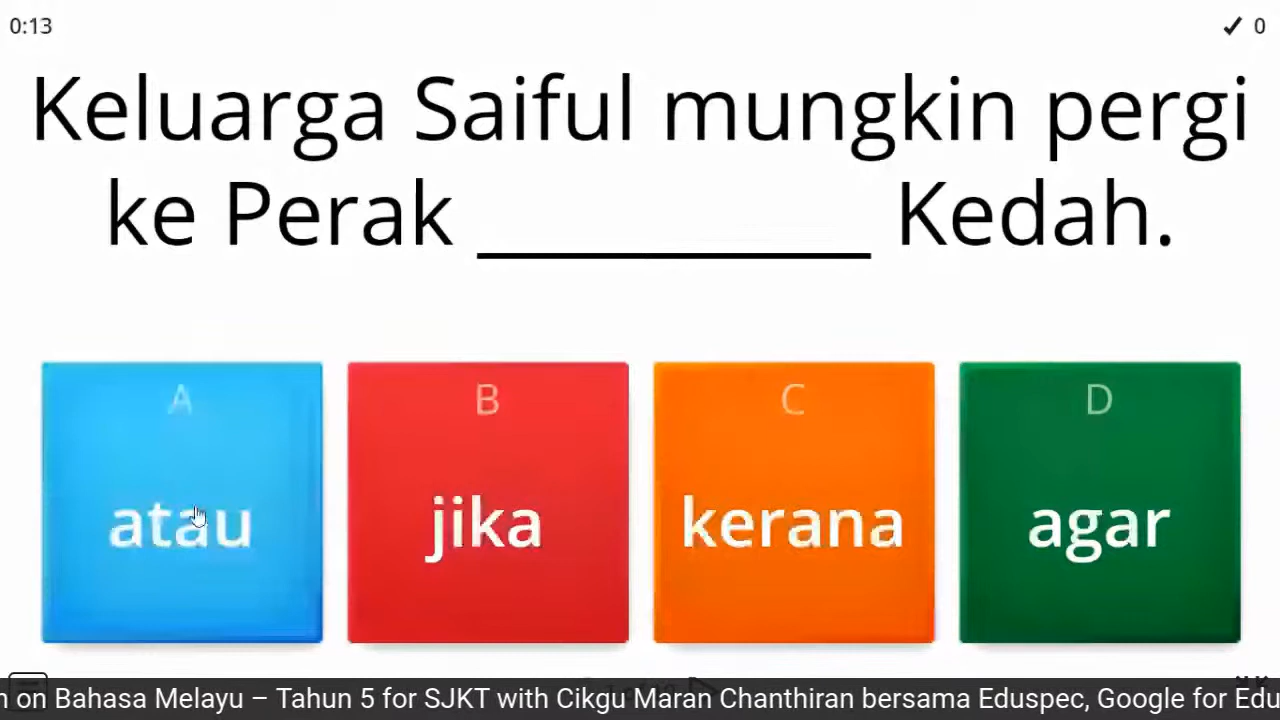 0:13
✓ 0
Keluarga Saiful mungkin pergi
ke Perak __________ Kedah.
A
B
C
D
atau
jika
kerana
agar
on Bahasa Melayu – Tahun 5 for SJKT with Cikgu Maran Chanthiran bersama Eduspec, Google for Edu